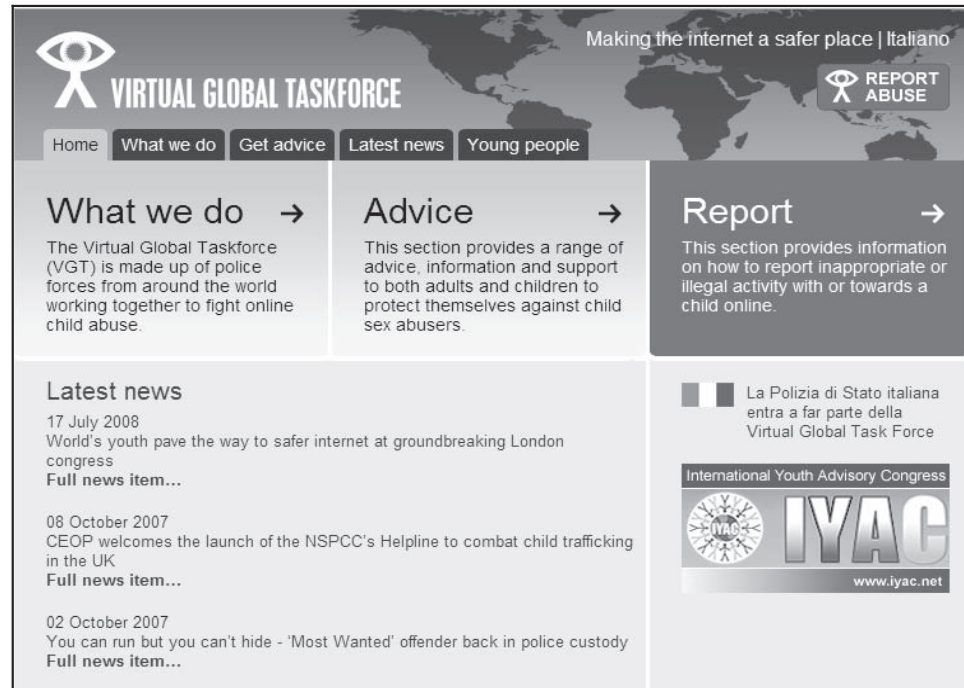 Making the internet a safer place | Italiano
VIRTUAL GLOBAL TASKFORCE
REPORT
ABUSE
Home
What we do
Get advice
Latest news
Young people
What we do →
The Virtual Global Taskforce
(VGT) is made up of police
forces from around the world
working together to fight online
child abuse.
Advice →
This section provides a range of
advice, information and support
to both adults and children to
protect themselves against child
sex abusers.
Report →
This section provides information
on how to report inappropriate or
illegal activity with or towards a
child online.
Latest news
17 July 2008
World's youth pave the way to safer internet at groundbreaking London
congress
Full news item...
08 October 2007
CEOP welcomes the launch of the NSPCC's Helpline to combat child trafficking
in the UK
Full news item...
02 October 2007
You can run but you can't hide - 'Most Wanted' offender back in police custody
Full news item...
La Polizia di Stato italiana
entra a far parte della
Virtual Global Task Force
International Youth Advisory Congress
IYAC
IYAC
www.iyac.net